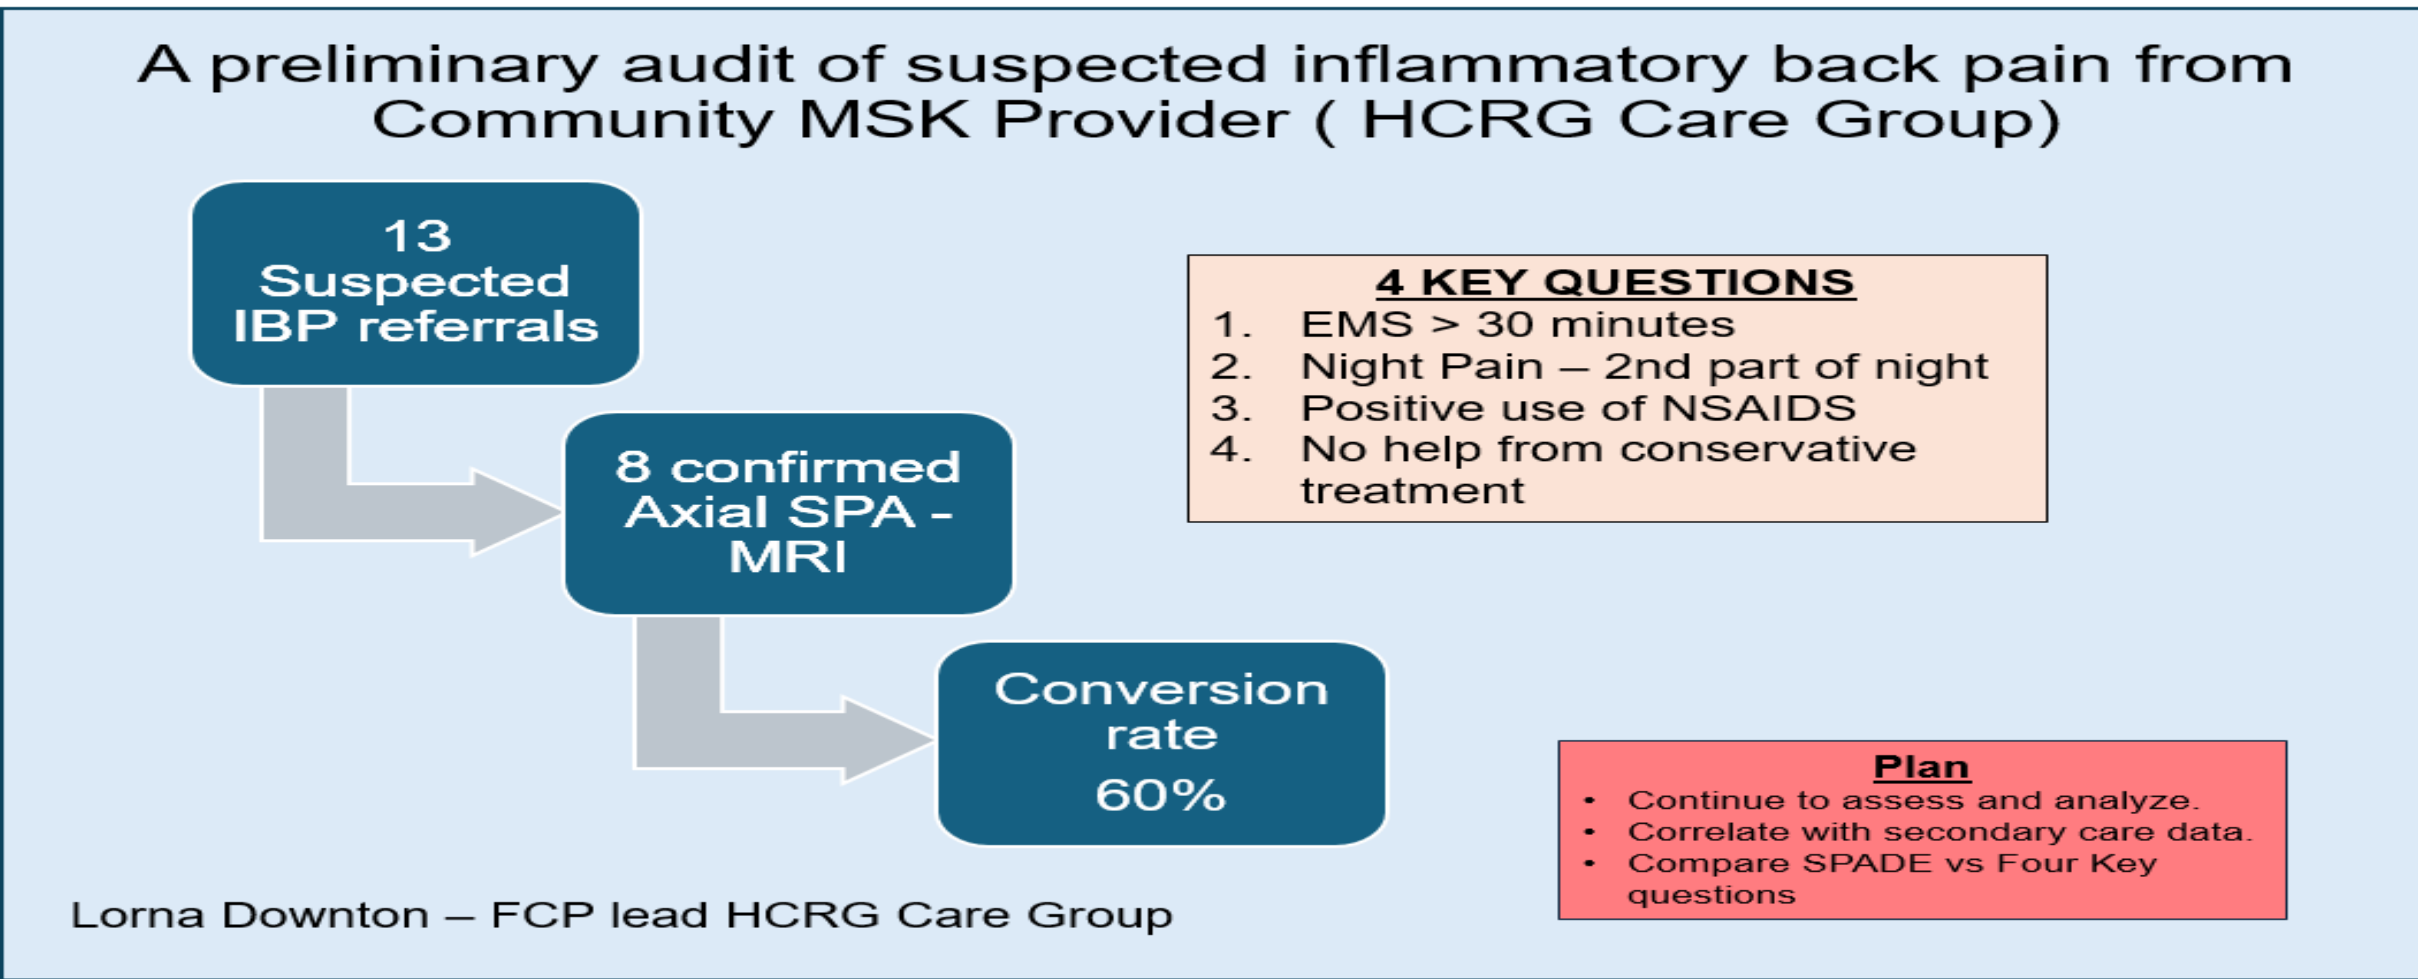 A preliminary audit of suspected inflammatory back pain from
Community MSK Provider ( HCRG Care Group)
13
Suspected
IBP referrals
8 confirmed
Axial SPA -
MRI
Conversion
rate
60%
4 KEY QUESTIONS
1. EMS > 30 minutes
2. Night Pain – 2nd part of night
3. Positive use of NSAIDS
4. No help from conservative
treatment
Plan
• Continue to assess and analyze.
• Correlate with secondary care data.
• Compare SPADE vs Four Key
questions
Lorna Downton – FCP lead HCRG Care Group